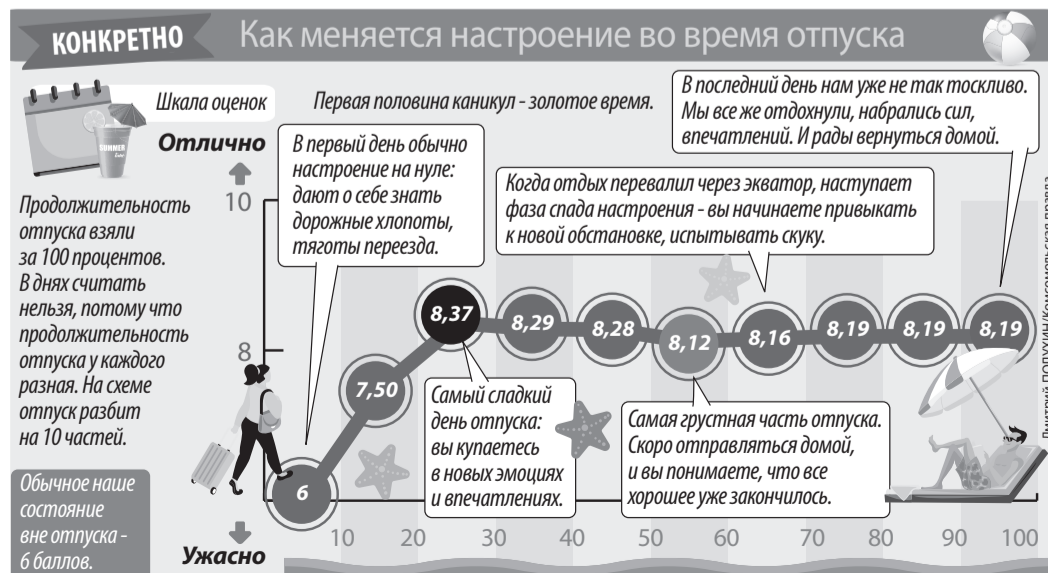 КОНКРЕТНО
Как меняется настроение во время отпуска
Шкала оценок
Отлично
SUMMER
Продолжительность
отпуска взяли
за 100 процентов.
В днях считать
нельзя, потому что
продолжительность
отпуска у каждого
разная. На схеме
отпуск разбит
на 10 частей.
Обычное наше
состояние
вне отпуска -
6 баллов.
Первая половина каникул - золотое время.
В первый день обычно
настроение на нуле:
дают о себе знать
дорожные хлопоты,
тяготы переезда.
В последний день нам уже не так тоскливо.
Мы все же отдохнули, набрались сил,
впечатлений. И рады вернуться домой.
Когда отдых перевалил через экватор, наступает
фаза спада настроения - вы начинаете привыкать
к новой обстановке, испытывать скуку.
10
8
6
7,50
8,37
8,29
8,28
8,12
8,16
8,19
8,19
8,19
Самый сладкий
день отпуска:
вы купаетесь
в новых эмоциях
и впечатлениях.
Самая грустная часть отпуска.
Скоро отправляться домой,
и вы понимаете, что все
хорошее уже закончилось.
Ужасно
10 20 30 40 50 60 70 80 90 100
Дмитрий ПОЛУХИН/Комсомольская правда